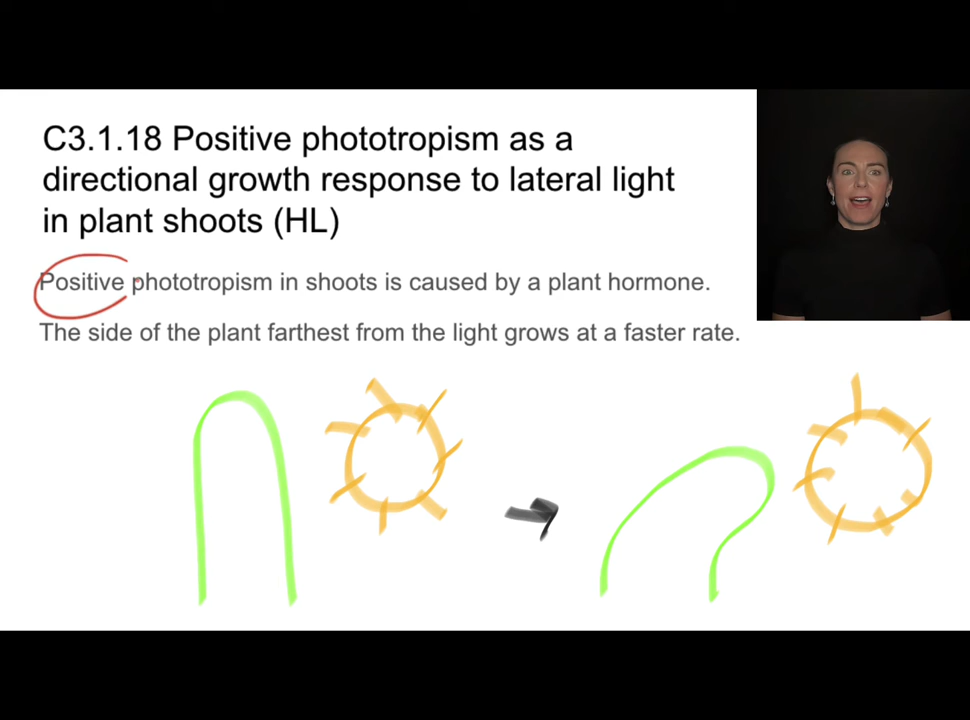 C3.1.18 Positive phototropism as a
directional growth response to lateral light
in plant shoots (HL)
Positive phototropism in shoots is caused by a plant hormone.
The side of the plant farthest from the light grows at a faster rate.